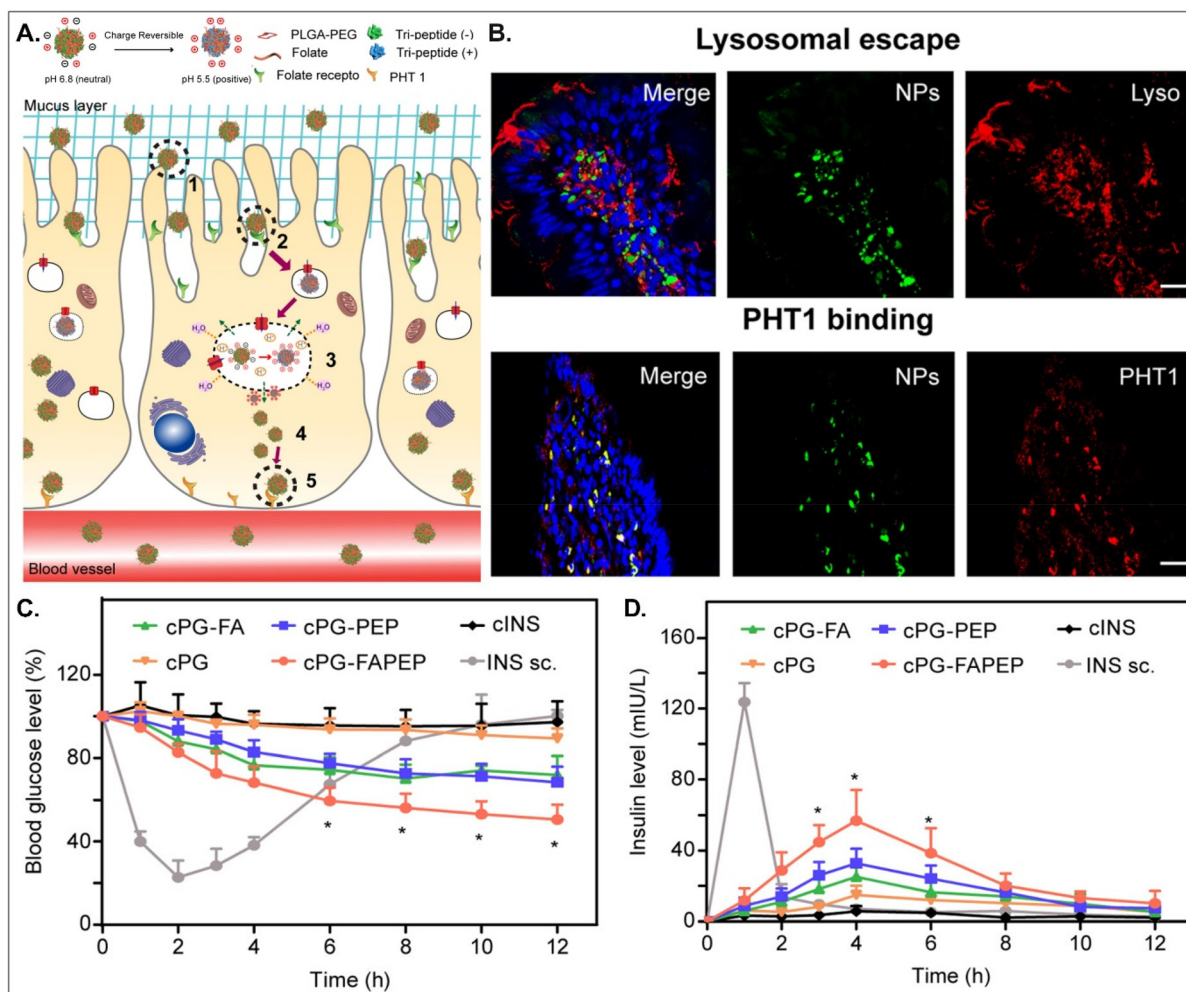 A.
Charge Reversible
pH 6.8 (neutral)
pH 5.5 (positive)
PLGA-PEG
Folate
Folate recepto
Tri-peptide (-)
Tri-peptide (+)
PHT 1
Mucus layer
1
2
H₂O
H₂O
H⁺
H⁺
H⁺
3
H₂O
H₂O
4
5
Blood vessel
B.
Lysosomal escape
Merge
NPs
Lyso
PHT1 binding
Merge
NPs
PHT1
C.
cPG-FA
cPG-PEP
cINS
cPG
cPG-FAPEP
INS sc.
Blood glucose level (%)
120
80
40
0
* * * *
0 2 4 6 8 10 12
Time (h)
D.
cPG-FA
cPG-PEP
cINS
cPG
cPG-FAPEP
INS sc.
Insulin level (mIU/L)
160
120
80
40
0
* * *
0 2 4 6 8 10 12
Time (h)